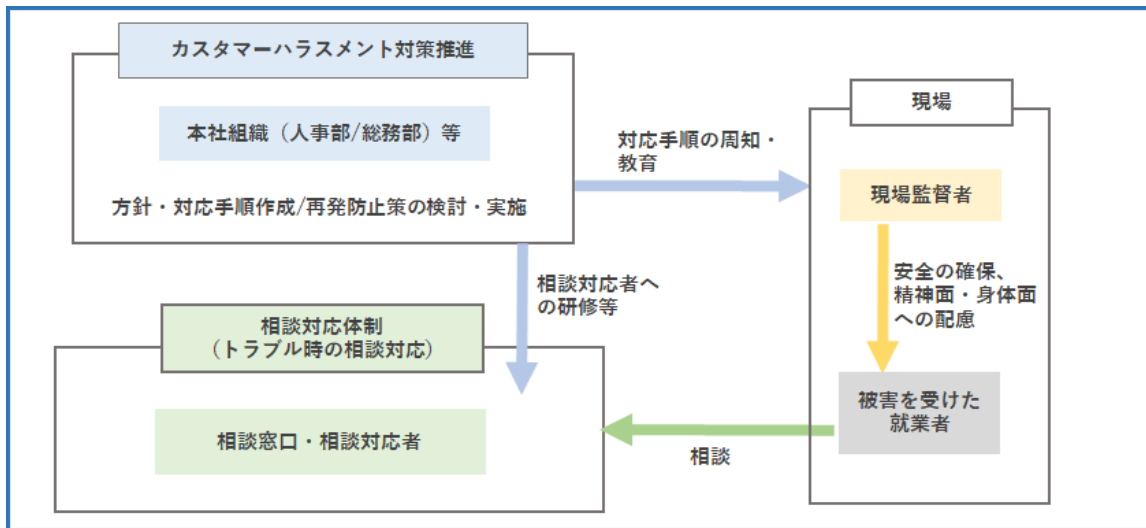 カスタマーハラスメント対策推進
本社組織（人事部/総務部）等
方針・対応手順作成/再発防止策の検討・実施
対応手順の周知・
教育
現場
現場監督者
安全の確保、
精神面・身体面
への配慮
被害を受けた
就業者
相談対応者へ
の研修等
相談対応体制
（トラブル時の相談対応）
相談窓口・相談対応者
相談